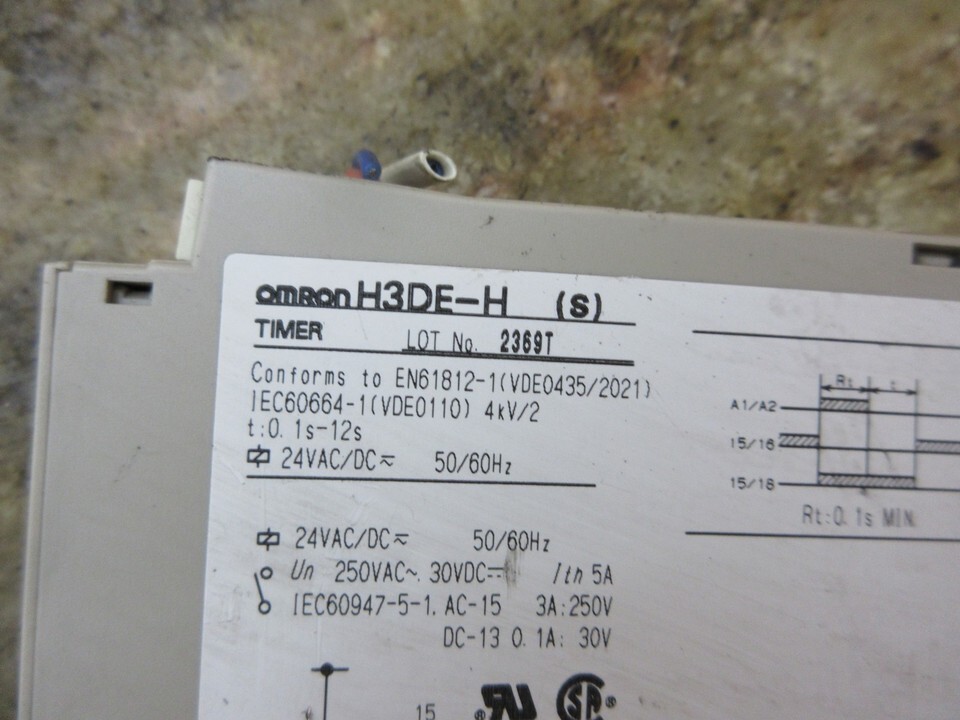 OMRON H3DE-H (S)
TIMER LOT No. 2369T
Conforms to EN61812-1(VDE0435/2021)
IEC60664-1(VDE0110) 4kV/2
t:0.1s-12s
24VAC/DC≂ 50/60Hz
24VAC/DC≂ 50/60Hz
Un 250VAC~. 30VDC⎓ Ith 5A
IEC60947-5-1. AC-15 3A:250V
DC-13 0.1A: 30V
15
Rt t
A1/A2
15/16
15/18
Rt:0.1s MIN.